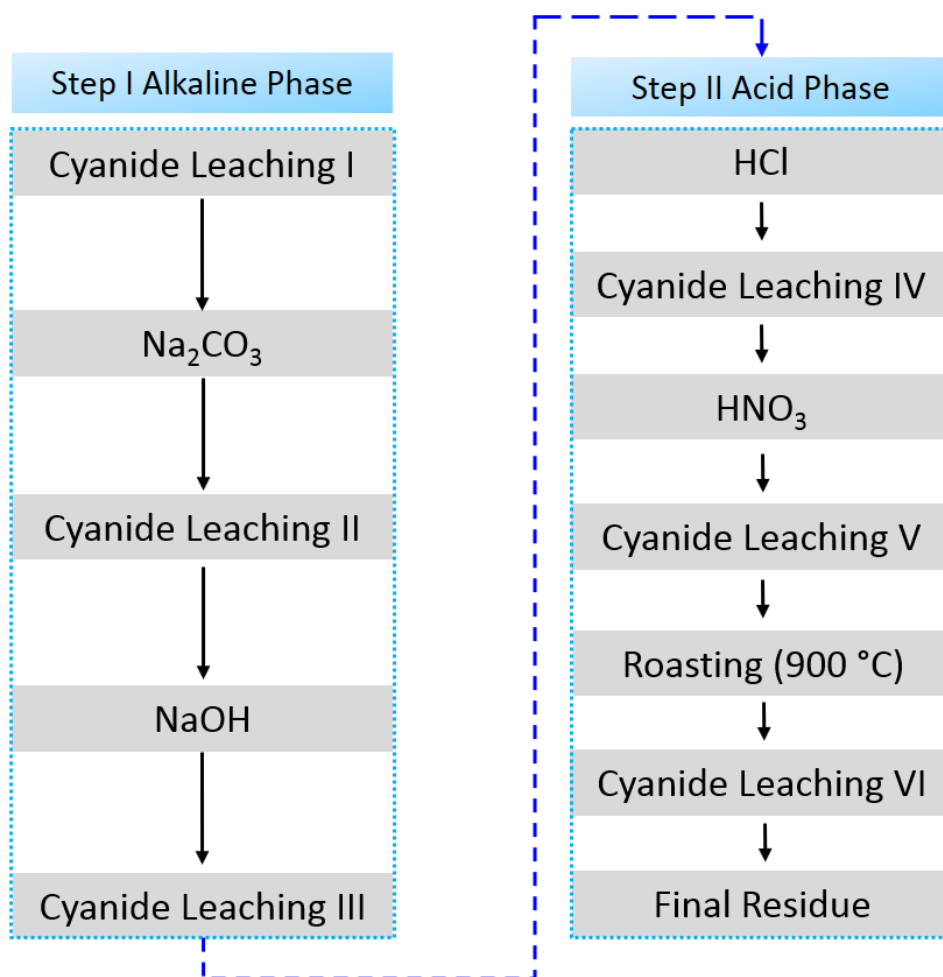 Step I Alkaline Phase
Cyanide Leaching I
Na₂CO₃
Cyanide Leaching II
NaOH
Cyanide Leaching III
Step II Acid Phase
HCl
Cyanide Leaching IV
HNO₃
Cyanide Leaching V
Roasting (900 °C)
Cyanide Leaching VI
Final Residue